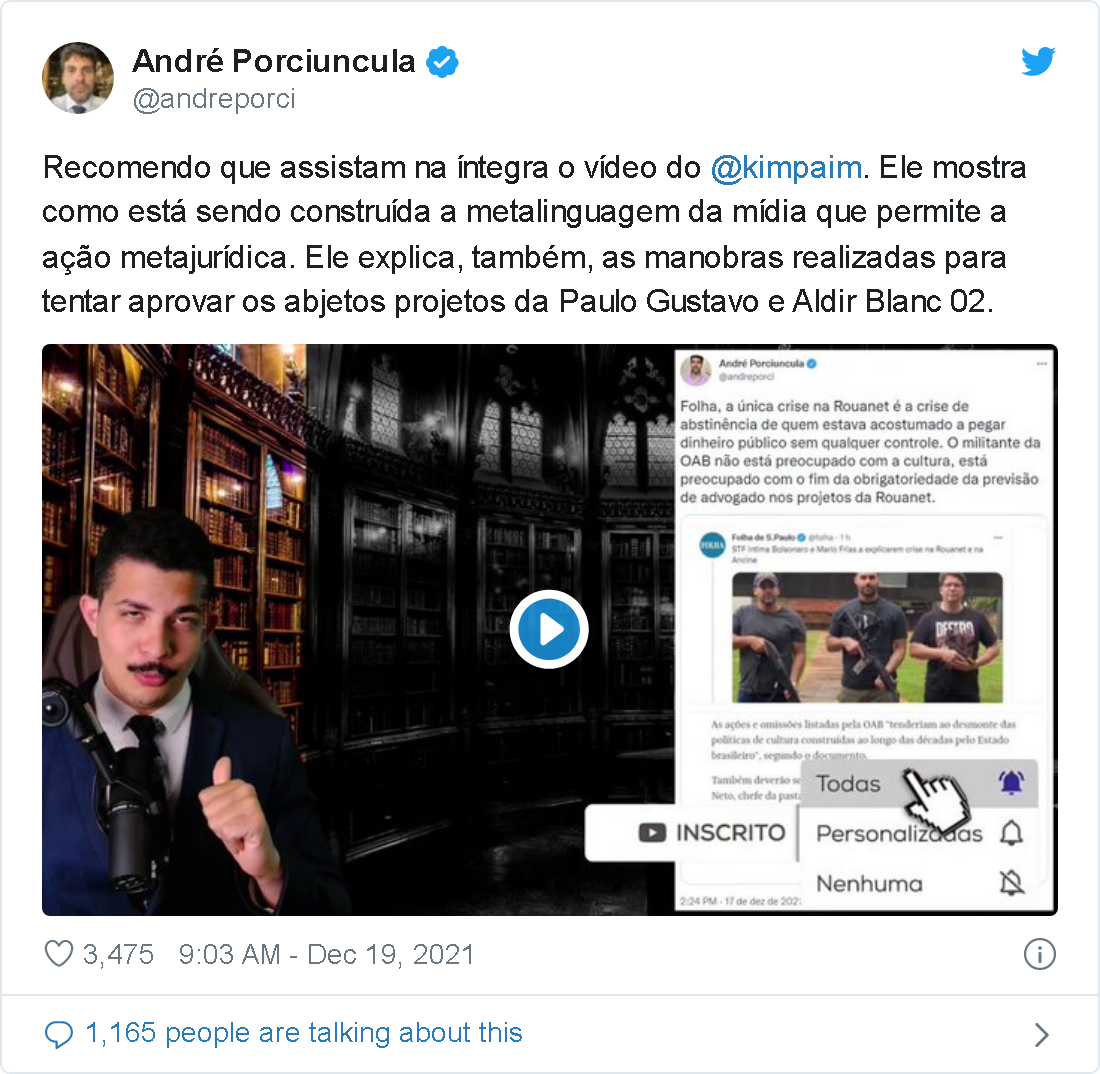 André Porciuncula
@andreporci
Recomendo que assistam na íntegra o vídeo do @kimpaim. Ele mostra
como está sendo construída a metalinguagem da mídia que permite a
ação metajurídica. Ele explica, também, as manobras realizadas para
tentar aprovar os abjetos projetos da Paulo Gustavo e Aldir Blanc 02.
André Porciuncula
@andreporci
Folha, a única crise na Rouanet é a crise de
abstinência de quem estava acostumado a pegar
dinheiro público sem qualquer controle. O militante da
OAB não está preocupado com a cultura, está
preocupado com o fim da obrigatoriedade da previsão
de advogado nos projetos da Rouanet.
FOLHA
Folha de S.Paulo @folha · 1 h
STF intima Bolsonaro e Mario Frias a explicarem crise na Rouanet e na
Ancine
DESTRO
As ações e omissões listadas pela OAB "tenderiam ao desmonte das
políticas de cultura construídas ao longo das décadas pelo Estado
brasileiro", segundo o documento.
Também deverão se
Neto, chefe da pasta
Todas
INSCRITO
Personalizadas
Nenhuma
2:24 PM · 17 de dez de 202
3,475 9:03 AM - Dec 19, 2021
1,165 people are talking about this